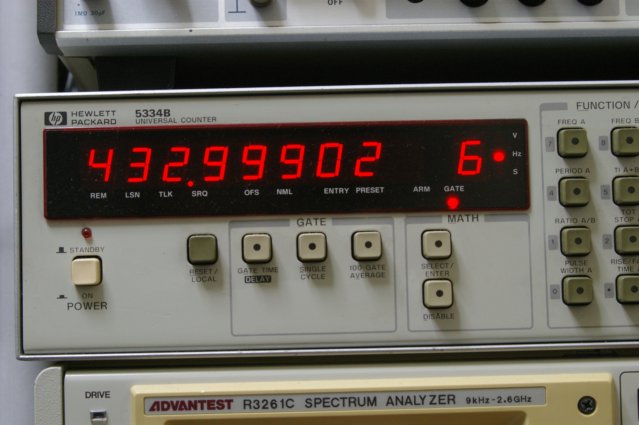 1MΩ 30pF
OFF
hp HEWLETT PACKARD
5334B
UNIVERSAL COUNTER
432.99902 6
V
Hz
S
REM LSN TLK SRQ OFS NML ENTRY PRESET ARM GATE
STANDBY
ON
POWER
RESET/
LOCAL
GATE
GATE TIME
DELAY
SINGLE
CYCLE
100 GATE
AVERAGE
MATH
SELECT/
ENTER
DISABLE
FUNCTION/
FREQ A
FREQ B
7
8
PERIOD A
TI A→B
4
5
RATIO A/B
TOT
STOP
1
2
PULSE
WIDTH A
RISE/FA
TIME
0
DRIVE
ADVANTEST R3261C SPECTRUM ANALYZER 9kHz-2.6GHz